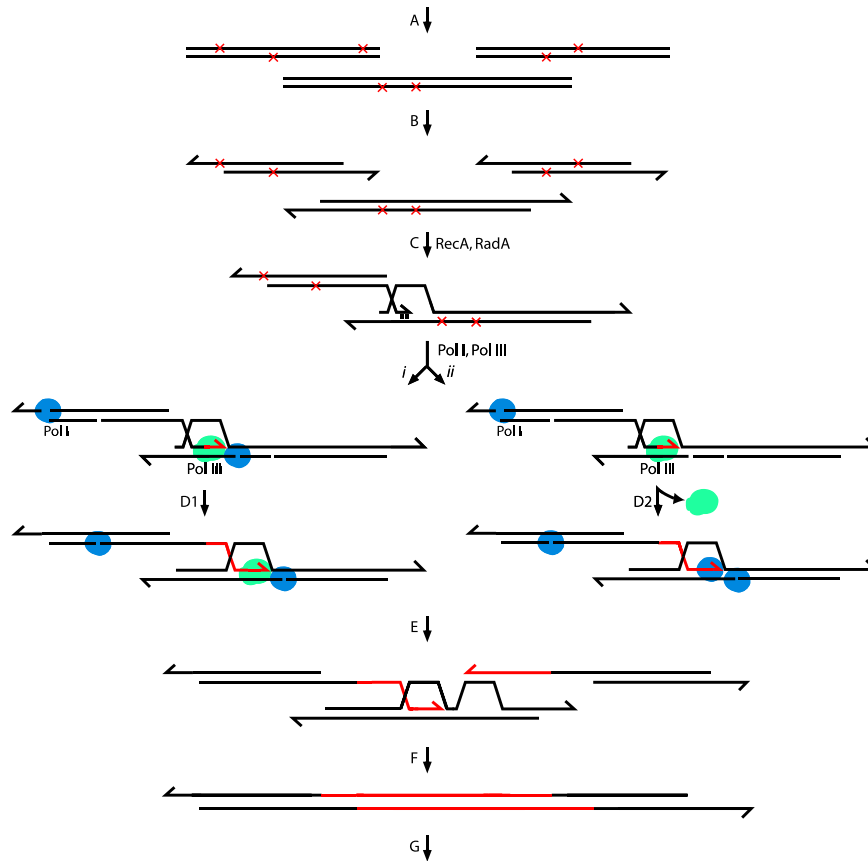 A
B
C RecA, RadA
Pol I, Pol III
i ii
Pol I
Pol III
Pol I
Pol III
D1
D2
E
F
G